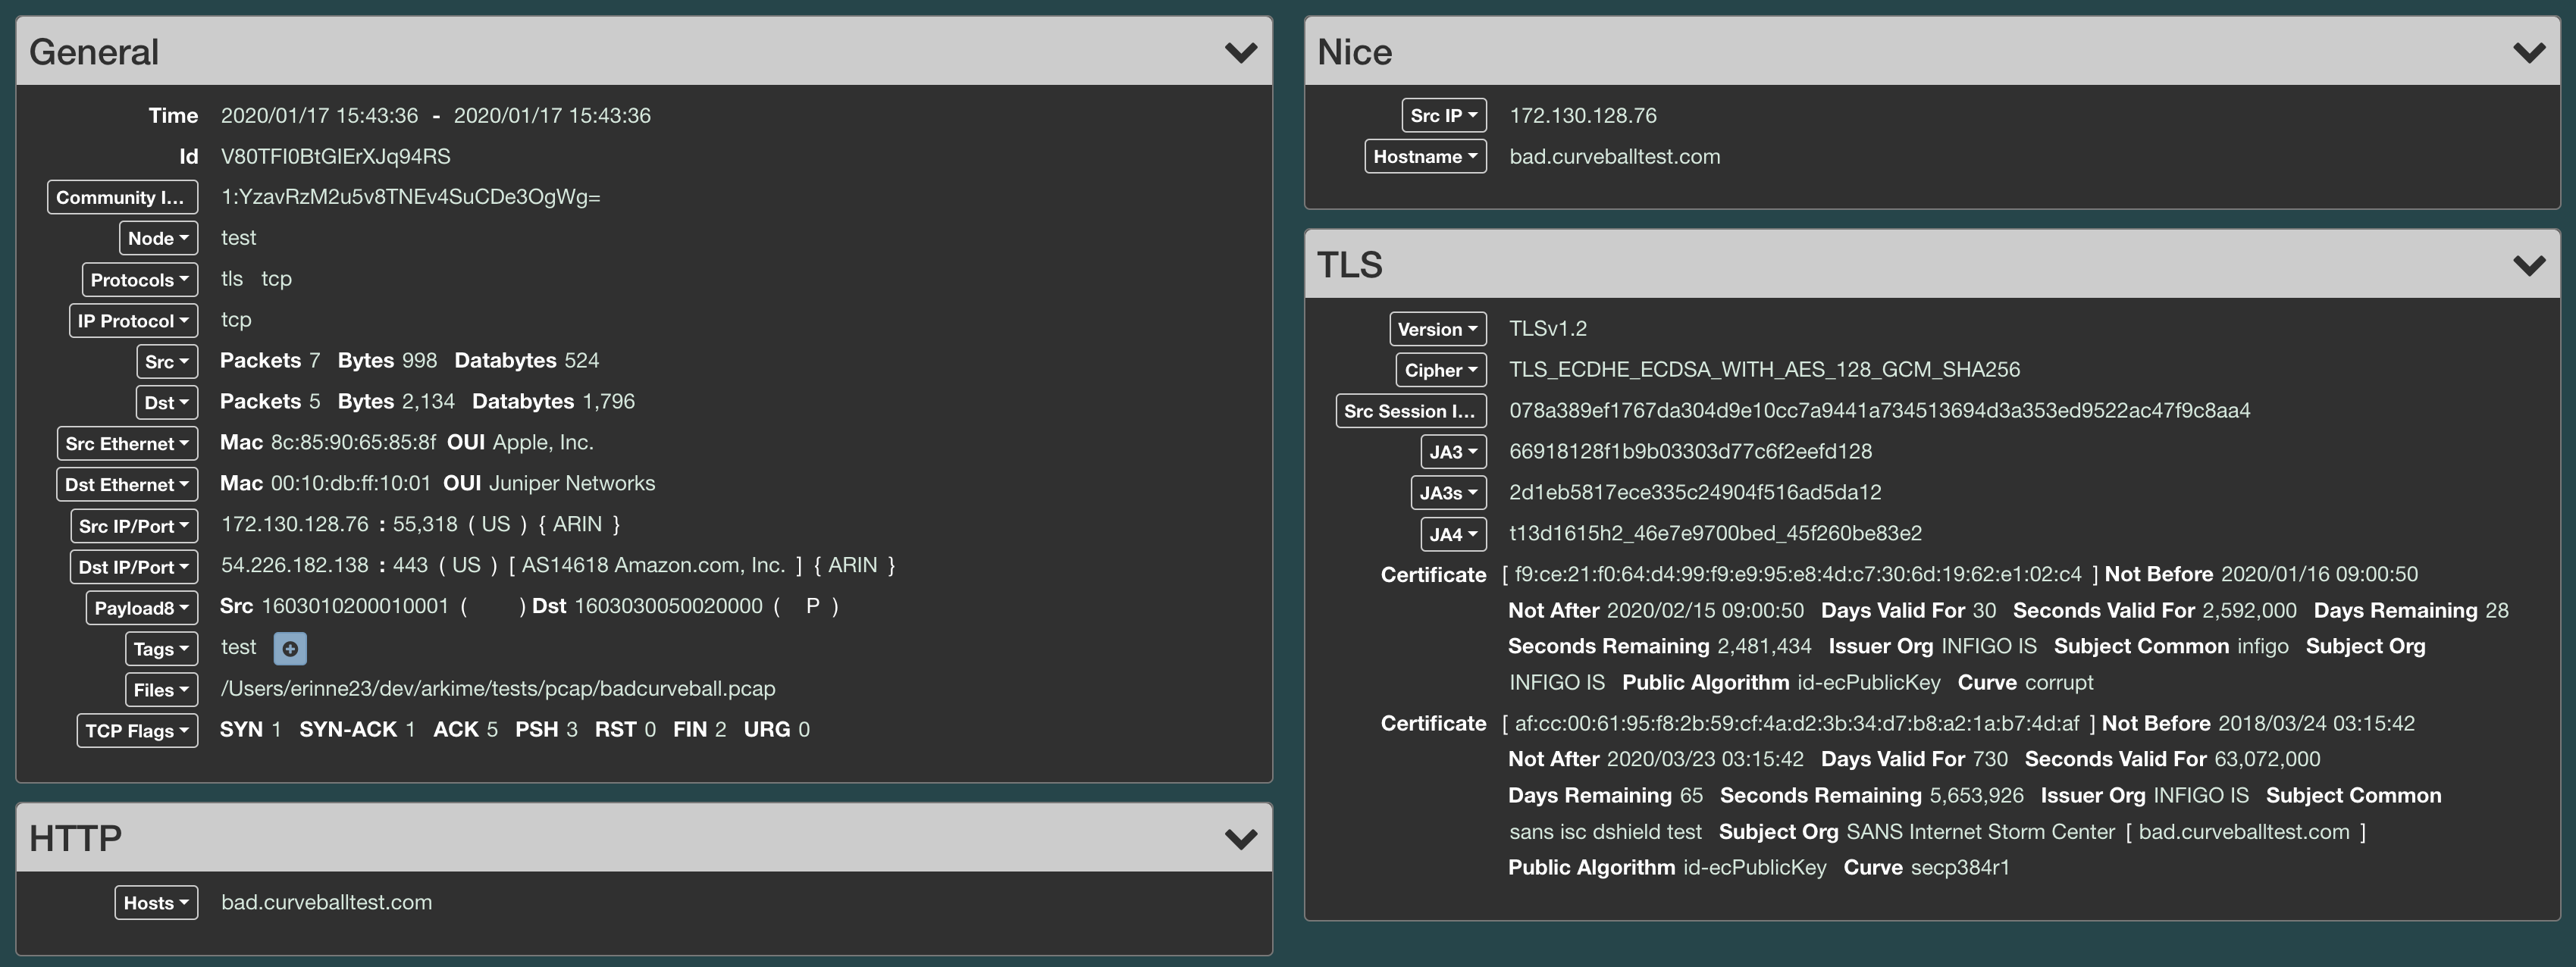 General
Time 2020/01/17 15:43:36 - 2020/01/17 15:43:36
Id V80TFI0BtGIErXJq94RS
Community I... 1:YzavRzM2u5v8TNEv4SuCDe3OgWg=
Node test
Protocols tls tcp
IP Protocol tcp
Src Packets 7 Bytes 998 Databytes 524
Dst Packets 5 Bytes 2,134 Databytes 1,796
Src Ethernet Mac 8c:85:90:65:85:8f OUI Apple, Inc.
Dst Ethernet Mac 00:10:db:ff:10:01 OUI Juniper Networks
Src IP/Port 172.130.128.76 : 55,318 ( US ) { ARIN }
Dst IP/Port 54.226.182.138 : 443 ( US ) [ AS14618 Amazon.com, Inc. ] { ARIN }
Payload8 Src 1603010200010001 ( ) Dst 1603030050020000 ( P )
Tags test
Files /Users/erinne23/dev/arkime/tests/pcap/badcurveball.pcap
TCP Flags SYN 1 SYN-ACK 1 ACK 5 PSH 3 RST 0 FIN 2 URG 0
HTTP
Hosts bad.curveballtest.com
Nice
Src IP 172.130.128.76
Hostname bad.curveballtest.com
TLS
Version TLSv1.2
Cipher TLS_ECDHE_ECDSA_WITH_AES_128_GCM_SHA256
Src Session I... 078a389ef1767da304d9e10cc7a9441a734513694d3a353ed9522ac47f9c8aa4
JA3 66918128f1b9b03303d77c6f2eefd128
JA3s 2d1eb5817ece335c24904f516ad5da12
JA4 t13d1615h2_46e7e9700bed_45f260be83e2
Certificate [ f9:ce:21:f0:64:d4:99:f9:e9:95:e8:4d:c7:30:6d:19:62:e1:02:c4 ] Not Before 2020/01/16 09:00:50
Not After 2020/02/15 09:00:50 Days Valid For 30 Seconds Valid For 2,592,000 Days Remaining 28
Seconds Remaining 2,481,434 Issuer Org INFIGO IS Subject Common infigo Subject Org
INFIGO IS Public Algorithm id-ecPublicKey Curve corrupt
Certificate [ af:cc:00:61:95:f8:2b:59:cf:4a:d2:3b:34:d7:b8:a2:1a:b7:4d:af ] Not Before 2018/03/24 03:15:42
Not After 2020/03/23 03:15:42 Days Valid For 730 Seconds Valid For 63,072,000
Days Remaining 65 Seconds Remaining 5,653,926 Issuer Org INFIGO IS Subject Common
sans isc dshield test Subject Org SANS Internet Storm Center [ bad.curveballtest.com ]
Public Algorithm id-ecPublicKey Curve secp384r1